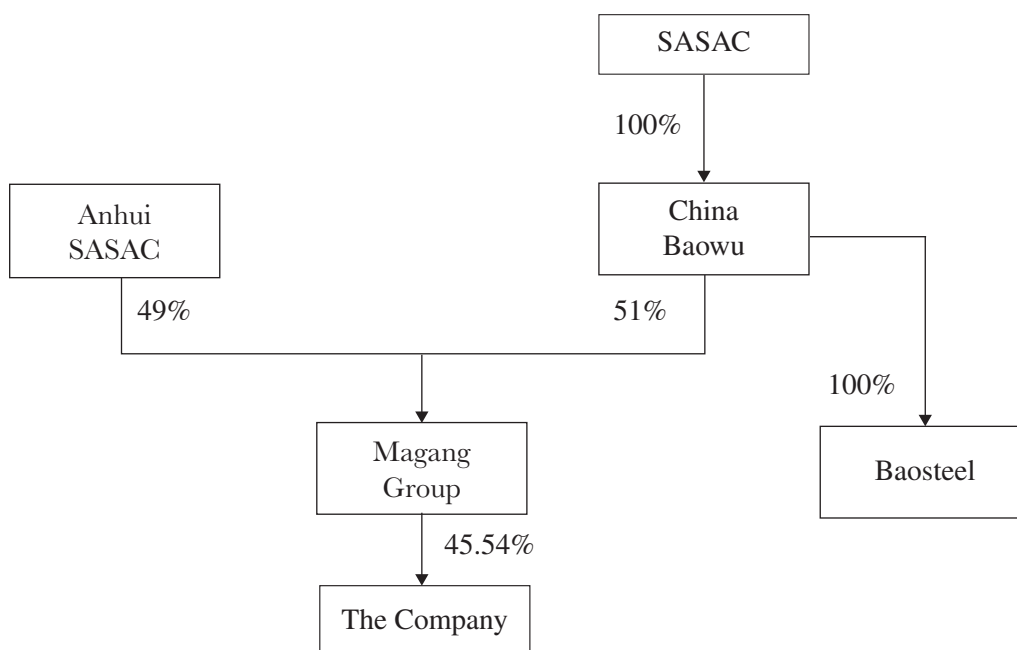 SASAC
100%
Anhui
SASAC
China
Baowu
49%
51%
100%
Magang
Group
Baosteel
45.54%
The Company